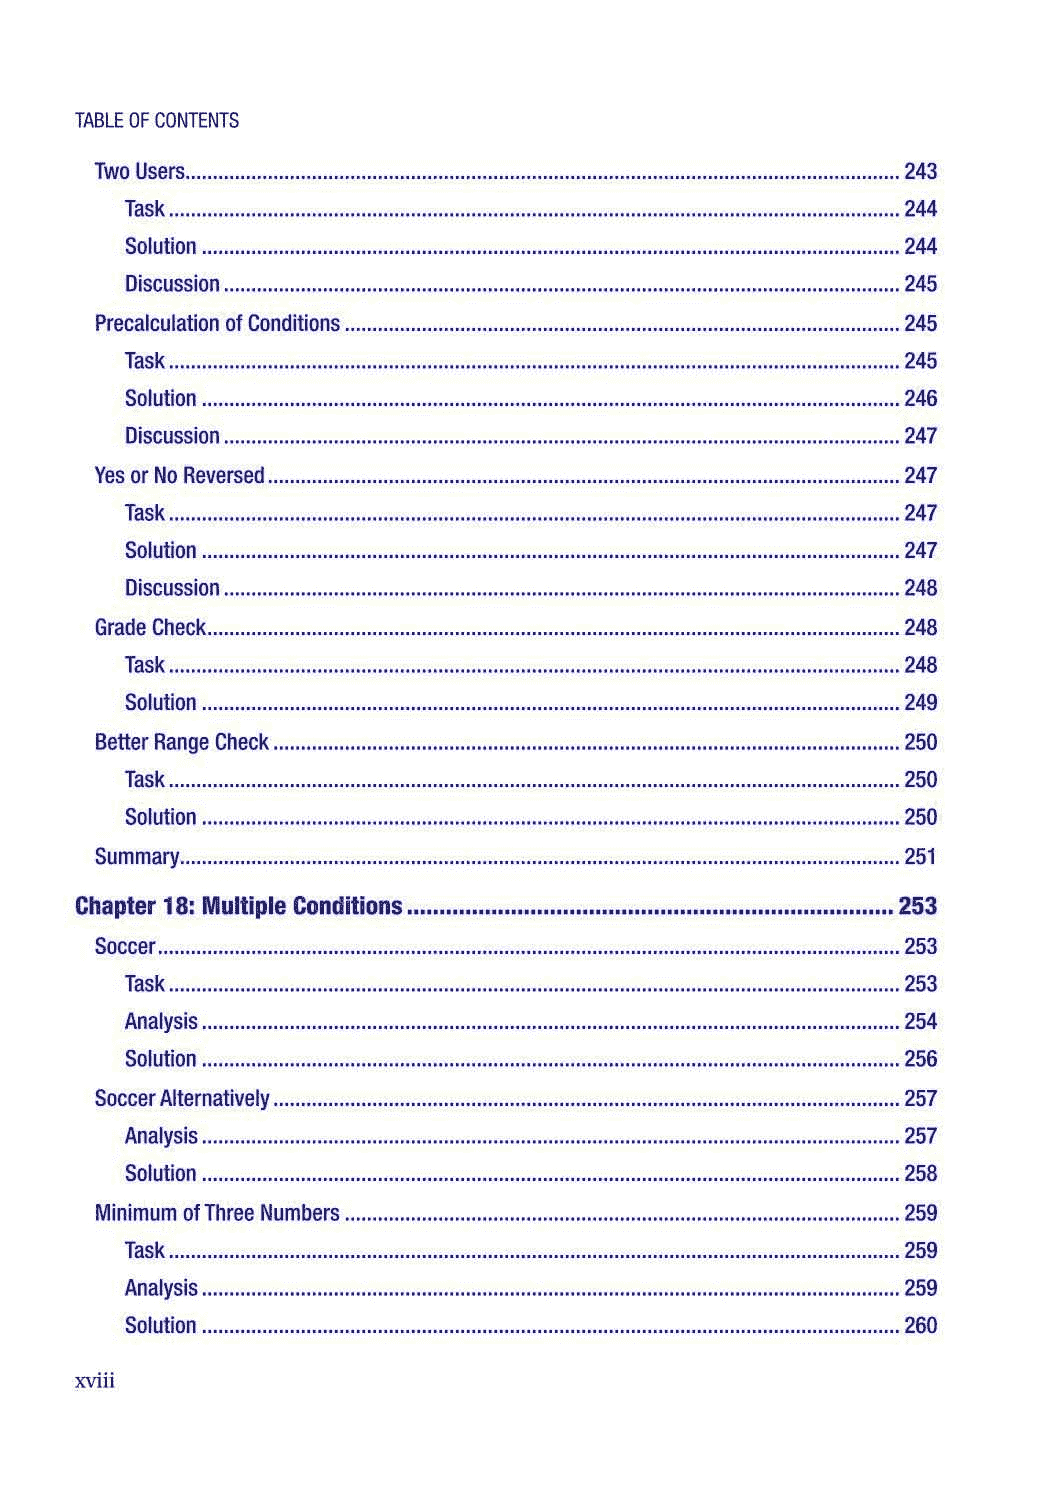 TABLE OF CONTENTS
Two Users.................... 243
Task .................... 244
Solution .................... 244
Discussion .................... 245
Precalculation of Conditions .................... 245
Task .................... 245
Solution .................... 246
Discussion .................... 247
Yes or No Reversed .................... 247
Task .................... 247
Solution .................... 247
Discussion .................... 248
Grade Check.................... 248
Task .................... 248
Solution .................... 249
Better Range Check .................... 250
Task .................... 250
Solution .................... 250
Summary.................... 251
Chapter 18: Multiple Conditions .................... 253
Soccer .................... 253
Task .................... 253
Analysis .................... 254
Solution .................... 256
Soccer Alternatively .................... 257
Analysis .................... 257
Solution .................... 258
Minimum of Three Numbers .................... 259
Task .................... 259
Analysis .................... 259
Solution .................... 260
xviii